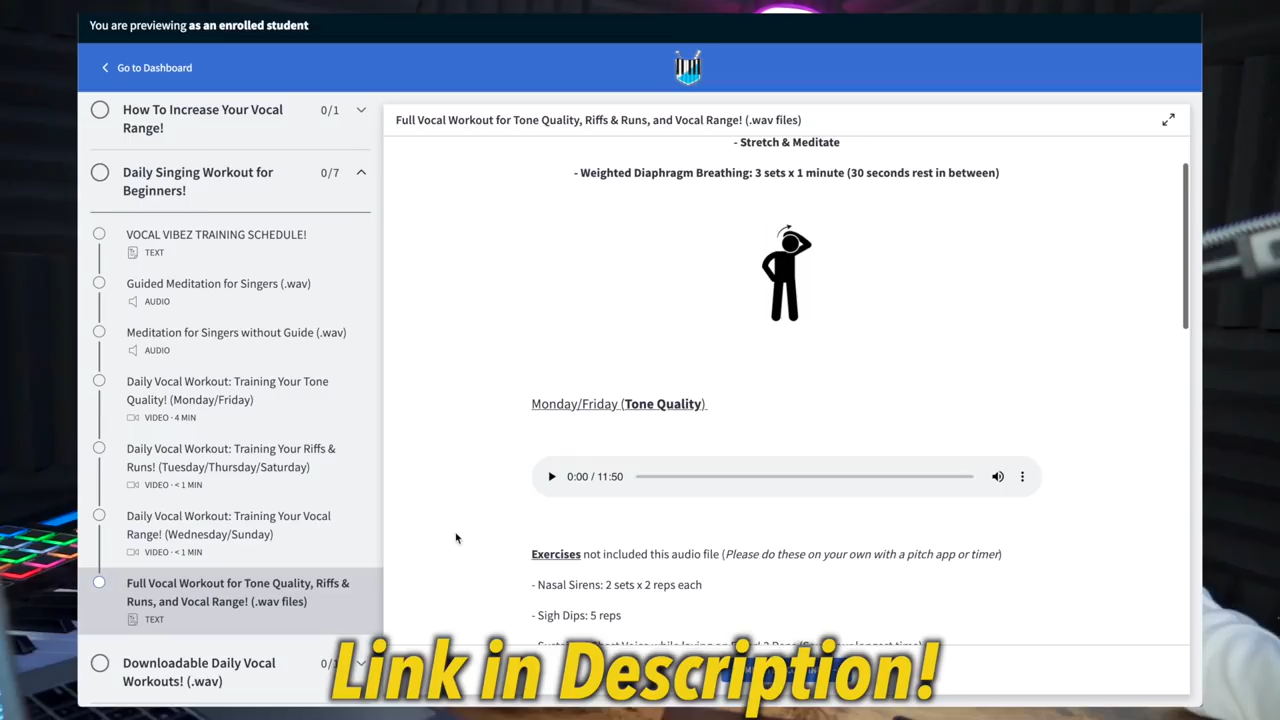 You are previewing as an enrolled student
Go to Dashboard
How To Increase Your Vocal
Range!
0/1
Daily Singing Workout for
Beginners!
0/7
VOCAL VIBEZ TRAINING SCHEDULE!
TEXT
Guided Meditation for Singers (.wav)
AUDIO
Meditation for Singers without Guide (.wav)
AUDIO
Daily Vocal Workout: Training Your Tone
Quality! (Monday/Friday)
VIDEO · 4 MIN
Daily Vocal Workout: Training Your Riffs &
Runs! (Tuesday/Thursday/Saturday)
VIDEO · < 1 MIN
Daily Vocal Workout: Training Your Vocal
Range! (Wednesday/Sunday)
VIDEO · < 1 MIN
Full Vocal Workout for Tone Quality, Riffs &
Runs, and Vocal Range! (.wav files)
TEXT
Downloadable Daily Vocal
Workouts! (.wav)
Full Vocal Workout for Tone Quality, Riffs & Runs, and Vocal Range! (.wav files)
- Stretch & Meditate
- Weighted Diaphragm Breathing: 3 sets x 1 minute (30 seconds rest in between)
Monday/Friday (Tone Quality)
0:00 / 11:50
Exercises not included this audio file (Please do these on your own with a pitch app or timer)
- Nasal Sirens: 2 sets x 2 reps each
- Sigh Dips: 5 reps
Link in Description!